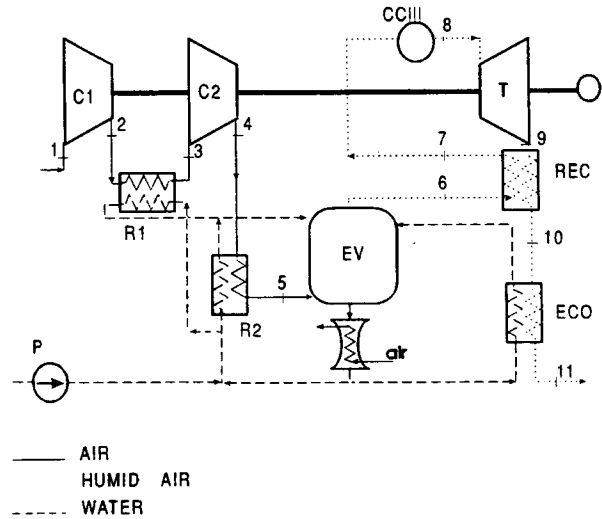 CCIII
8
C1
C2
T
1
2
3
4
9
7
REC
6
R1
10
EV
5
R2
ECO
P
air
11
AIR
HUMID AIR
WATER